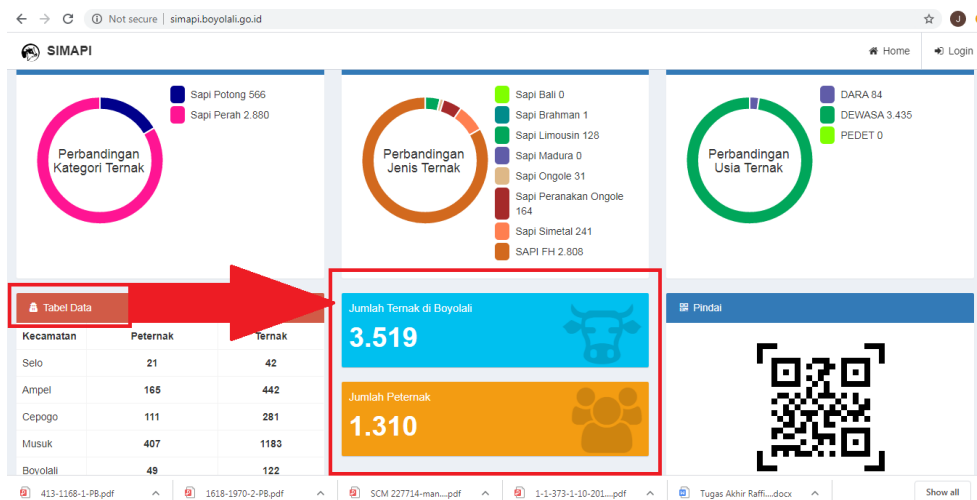 Not secure | simapi.boyolali.go.id
J
SIMAPI
Home
Login
Perbandingan
Kategori Ternak
Sapi Potong 566
Sapi Perah 2.880
Perbandingan
Jenis Ternak
Sapi Bali 0
Sapi Brahman 1
Sapi Limousin 128
Sapi Madura 0
Sapi Ongole 31
Sapi Peranakan Ongole
164
Sapi Simetal 241
SAPI FH 2.808
Perbandingan
Usia Ternak
DARA 84
DEWASA 3.435
PEDET 0
Tabel Data
Kecamatan Peternak Ternak
Selo 21 42
Ampel 165 442
Cepogo 111 281
Musuk 407 1183
Boyolali 49 122
Jumlah Ternak di Boyolali
3.519
Jumlah Peternak
1.310
Pindai
413-1168-1-PB.pdf
1618-1970-2-PB.pdf
SCM 227714-man....pdf
1-1-373-1-10-201....pdf
Tugas Akhir Raffi....docx
Show all